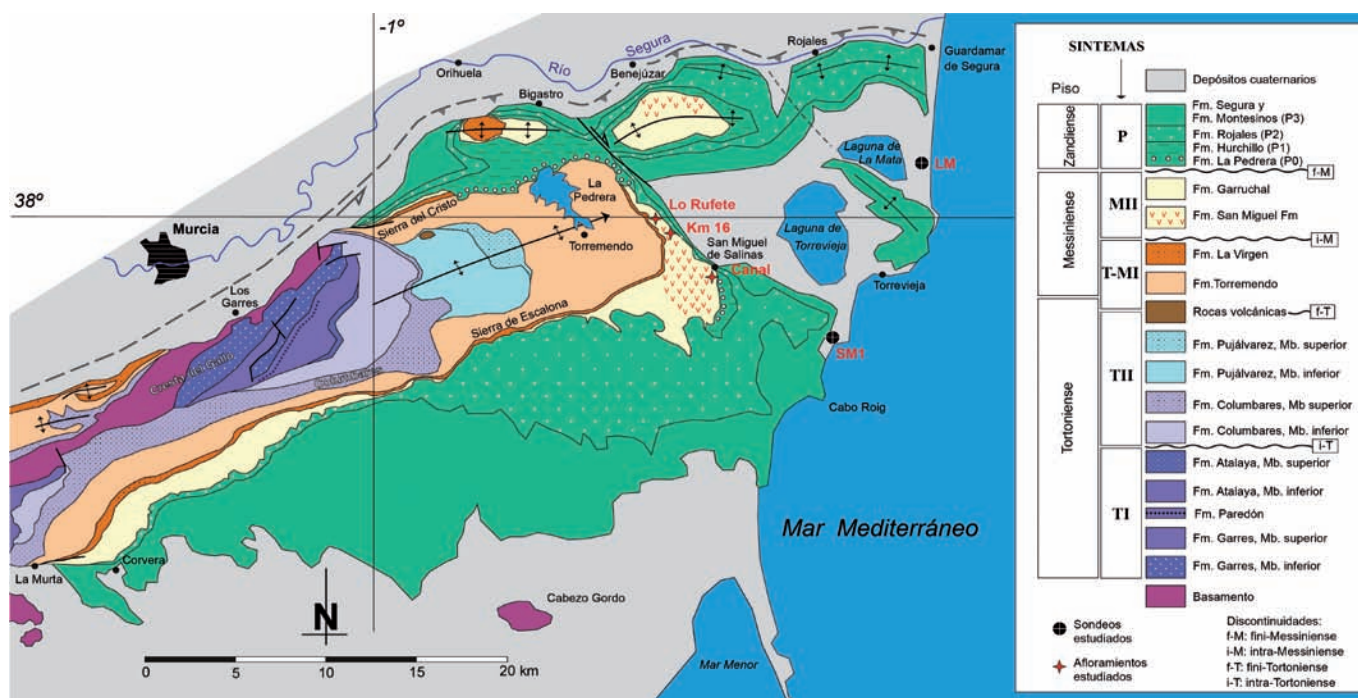 -1º
Río
Segura
Rojales
Guardamar
de Segura
Orihuela
Benejúzar
Bigastro
Laguna de
La Mata
LM
38º
La
Pedrera
Sierra del Cristo
Lo Rufete
Murcia
Torremendo
Km 16
San Miguel
de Salinas
Laguna de
Torrevieja
Canal
Torrevieja
Los
Garres
Sierra de Escalona
SM1
Cresta del Gallo
Columbares
Cabo Roig
Mar Mediterráneo
La Murta
Corvera
N
Cabezo Gordo
Mar Menor
0 5 10 15 20 km
SINTEMAS
Piso
Depósitos cuaternarios
Zancliense
P
Fm. Segura y
Fm. Montesinos (P3)
Fm. Rojales (P2)
Fm. Hurchillo (P1)
Fm. La Pedrera (P0)
f-M
Messiniense
MII
Fm. Garruchal
Fm. San Miguel Fm
i-M
T-MI
Fm. La Virgen
Fm.Torremendo
Rocas volcánicas
f-T
Tortoniense
TII
Fm. Pujálvarez, Mb. superior
Fm. Pujálvarez, Mb. inferior
Fm. Columbares, Mb superior
Fm. Columbares, Mb. inferior
i-T
TI
Fm. Atalaya, Mb. superior
Fm. Atalaya, Mb. inferior
Fm. Paredón
Fm. Garres, Mb. superior
Fm. Garres, Mb. inferior
Basamento
Sondeos
estudiados
Afloramientos
estudiados
Discontinuidades:
f-M: fini-Messiniense
i-M: intra-Messiniense
f-T: fini-Tortoniense
i-T: intra-Tortoniense